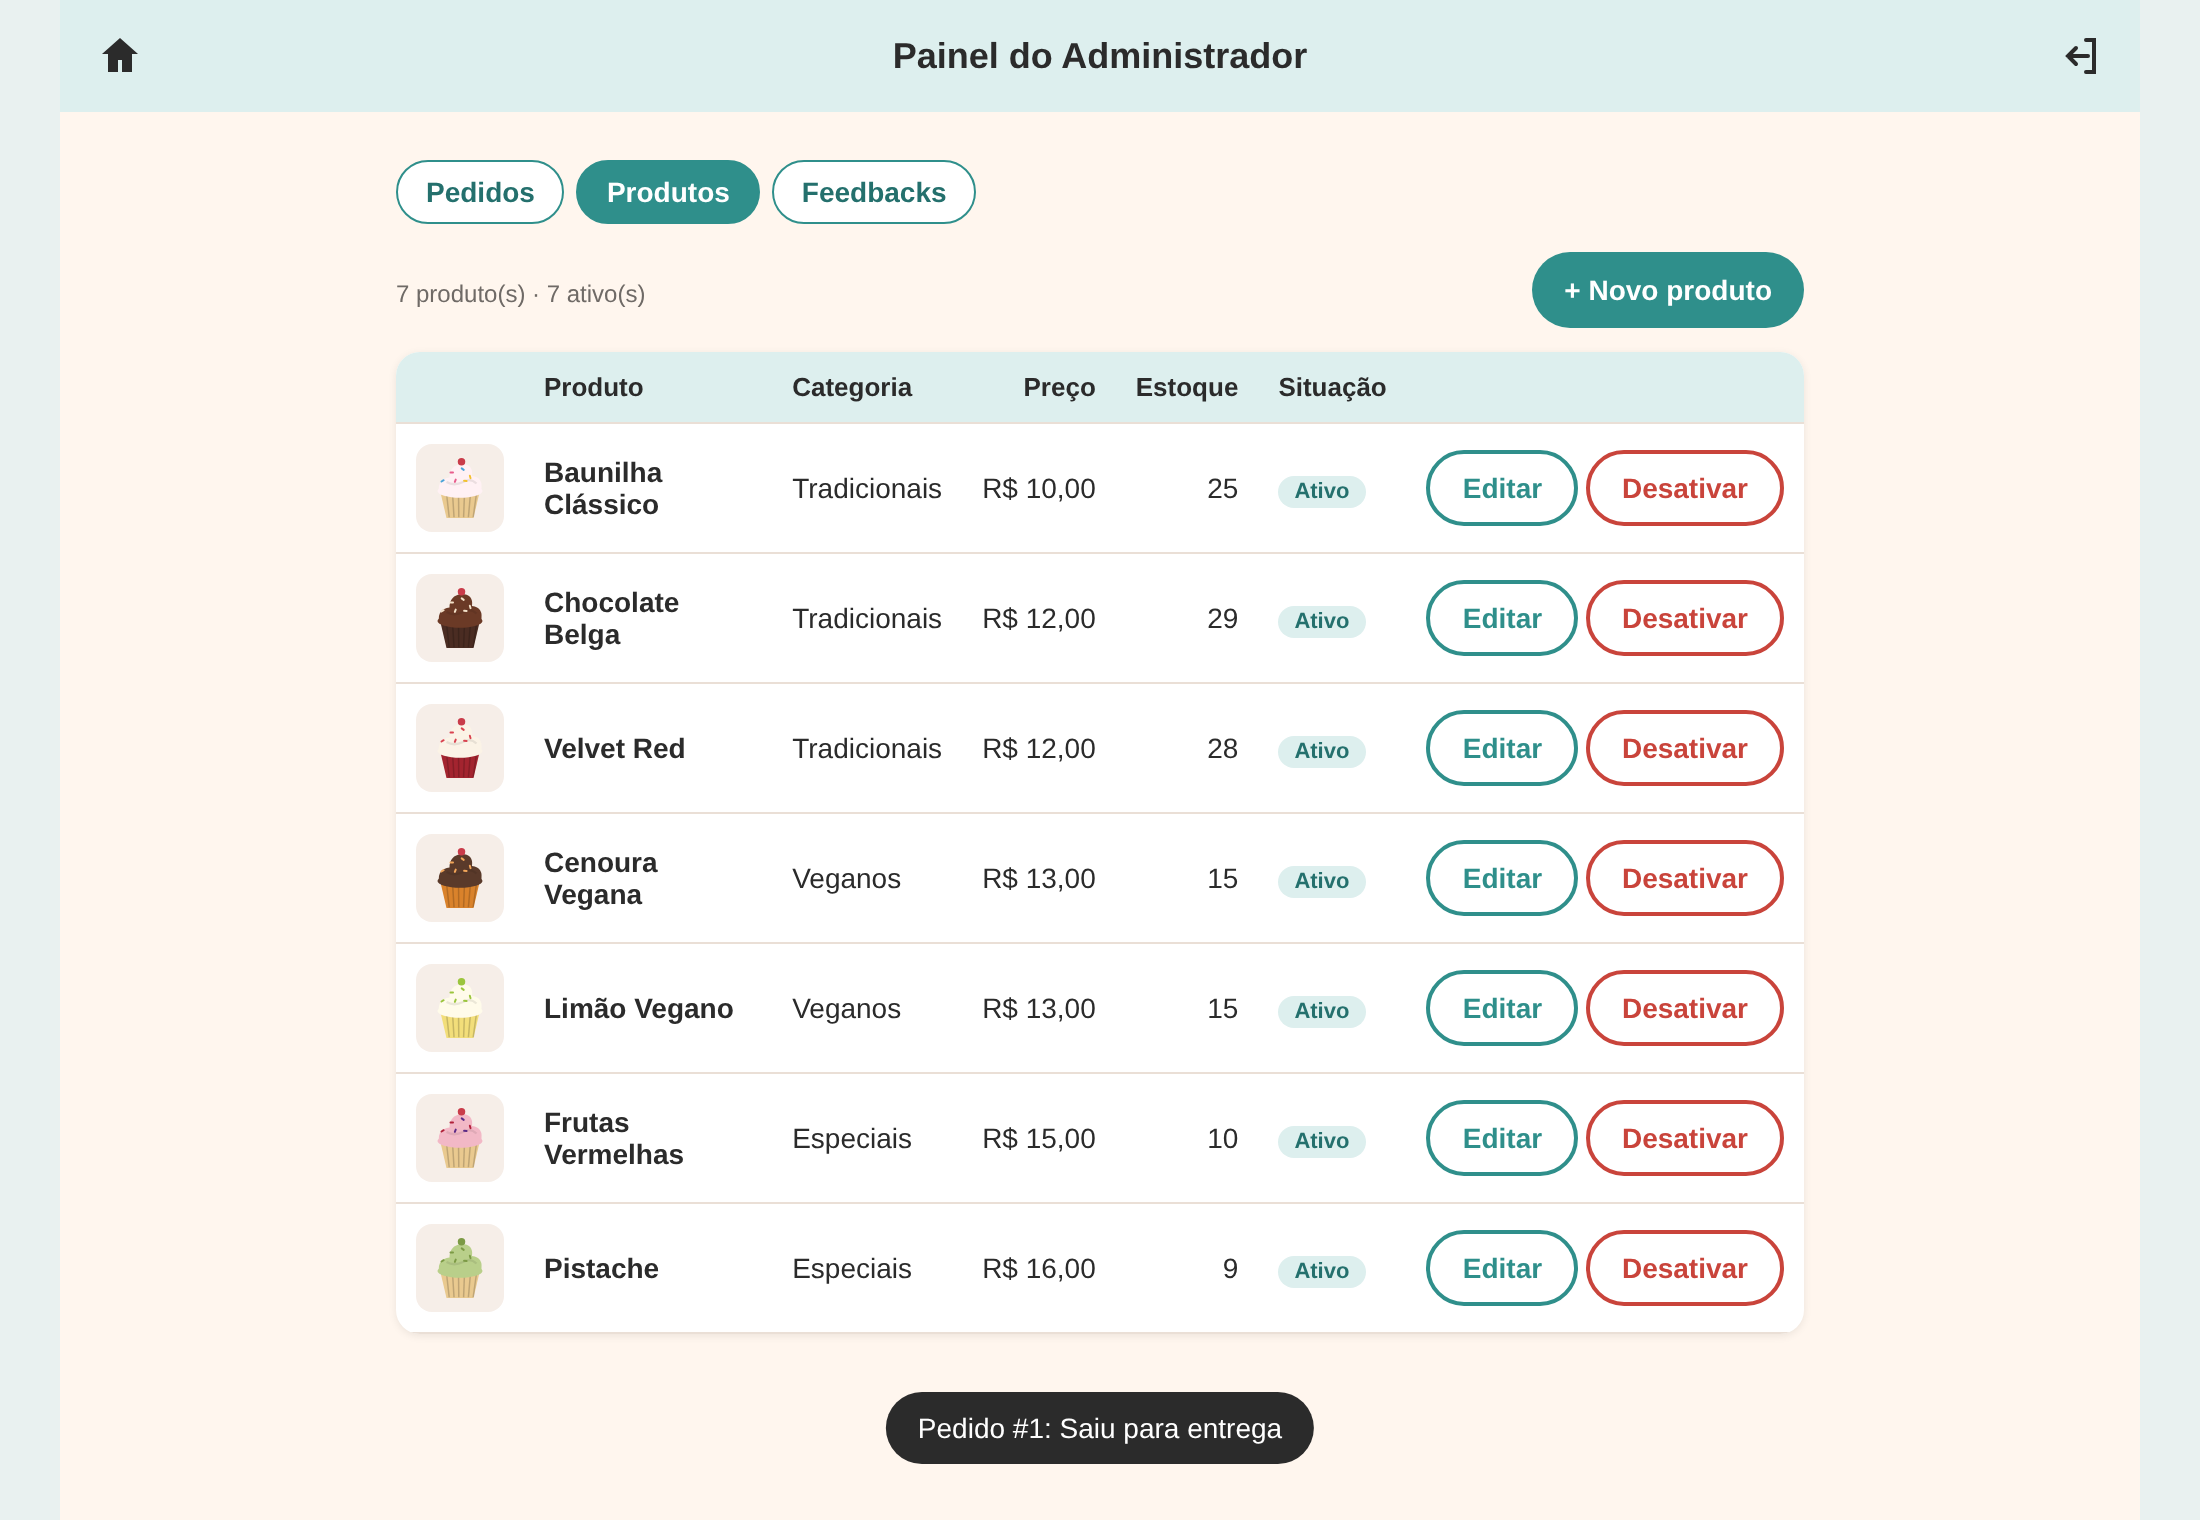 Painel do Administrador
Pedidos Produtos Feedbacks
7 produto(s) · 7 ativo(s) + Novo produto
Produto Categoria Preço Estoque Situação
Baunilha
Clássico
Tradicionais R$ 10,00 25 Ativo Editar Desativar
Chocolate
Belga
Tradicionais R$ 12,00 29 Ativo Editar Desativar
Velvet Red Tradicionais R$ 12,00 28 Ativo Editar Desativar
Cenoura
Vegana
Veganos R$ 13,00 15 Ativo Editar Desativar
Limão Vegano Veganos R$ 13,00 15 Ativo Editar Desativar
Frutas
Vermelhas
Especiais R$ 15,00 10 Ativo Editar Desativar
Pistache Especiais R$ 16,00 9 Ativo Editar Desativar
Pedido #1: Saiu para entrega